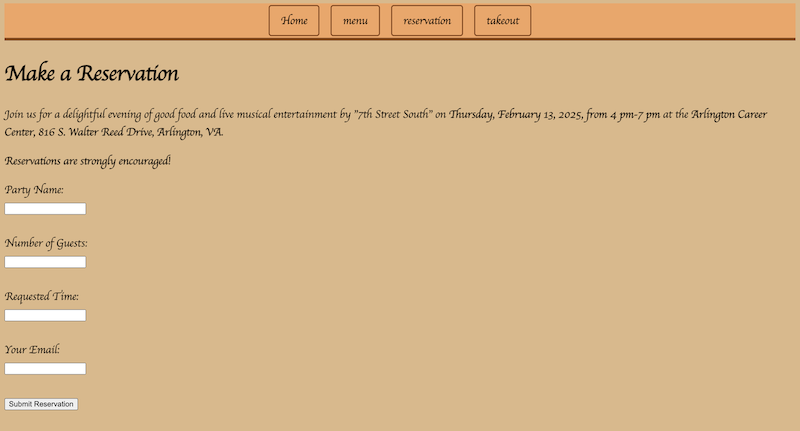 Home menu reservation takeout
Make a Reservation
Join us for a delightful evening of good food and live musical entertainment by "7th Street South" on Thursday, February 13, 2025, from 4 pm-7 pm at the Arlington Career
Center, 816 S. Walter Reed Drive, Arlington, VA.
Reservations are strongly encouraged!
Party Name:
Number of Guests:
Requested Time:
Your Email:
Submit Reservation